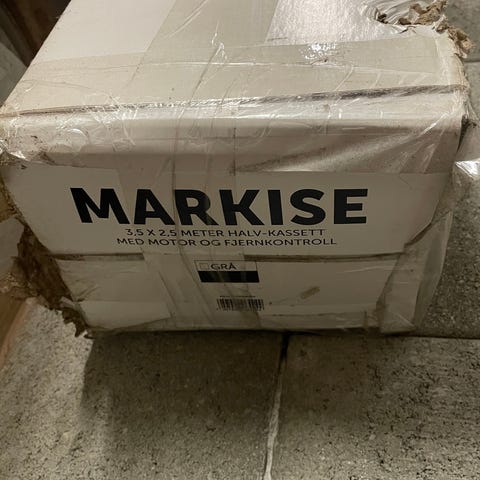 MARKISE
3,5 X 2,5 METER HALV-KASSETT
MED MOTOR OG FJERNKONTROLL
GRÅ